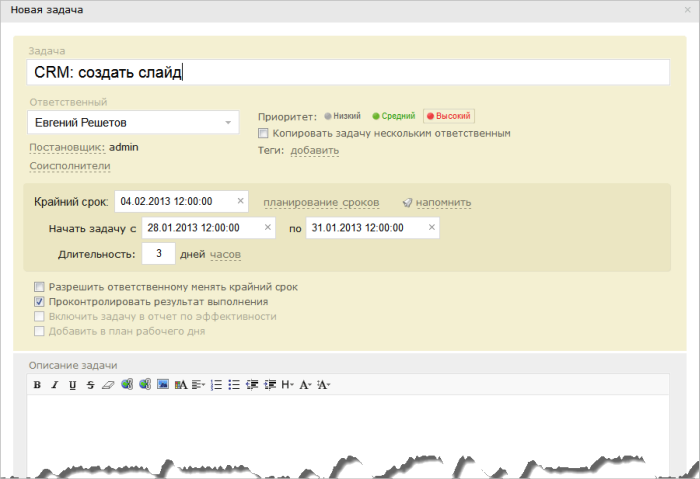 Новая задача
Задача
CRM: создать слайд
Ответственный
Евгений Решетов
Приоритет: Низкий Средний Высокий
Копировать задачу нескольким ответственным
Постановщик: admin
Теги: добавить
Соисполнители
Крайний срок: 04.02.2013 12:00:00 планирование сроков напомнить
Начать задачу с 28.01.2013 12:00:00 по 31.01.2013 12:00:00
Длительность: 3 дней часов
Разрешить ответственному менять крайний срок
Проконтролировать результат выполнения
Включить задачу в отчет по эффективности
Добавить в план рабочего дня
Описание задачи